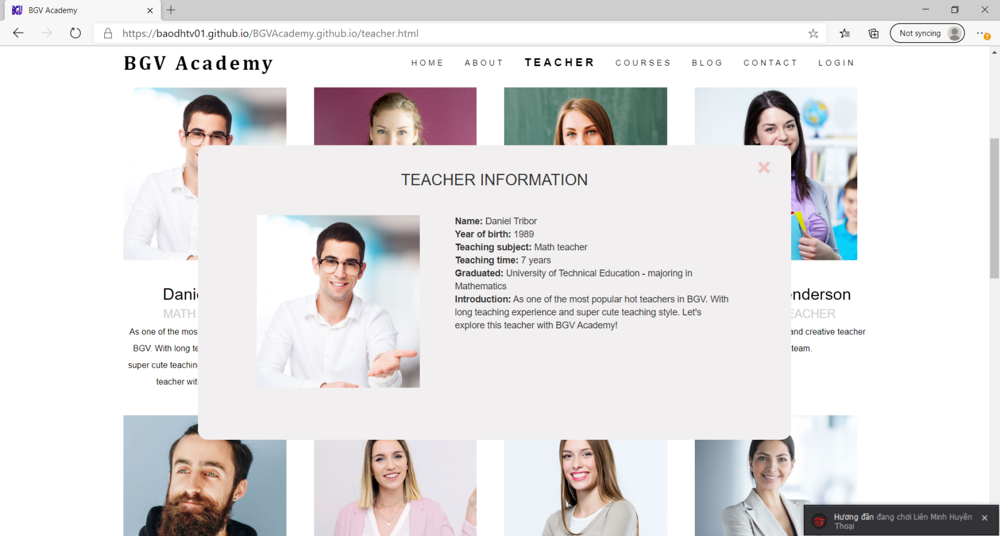 BGV BGV Academy
https://baodhtv01.github.io/BGVAcademy.github.io/teacher.html
Not syncing
BGV Academy
HOME ABOUT TEACHER COURSES BLOG CONTACT LOGIN
TEACHER INFORMATION
Name: Daniel Tribor
Year of birth: 1989
Teaching subject: Math teacher
Teaching time: 7 years
Graduated: University of Technical Education - majoring in
Mathematics
Introduction: As one of the most popular hot teachers in BGV. With
long teaching experience and super cute teaching style. Let's
explore this teacher with BGV Academy!
Dani
MATH
As one of the mos
BGV. With long te
super cute teaching
teacher wit
nderson
EACHER
and creative teacher
team.
Hương đãn đang chơi Liên Minh Huyền
Thoại